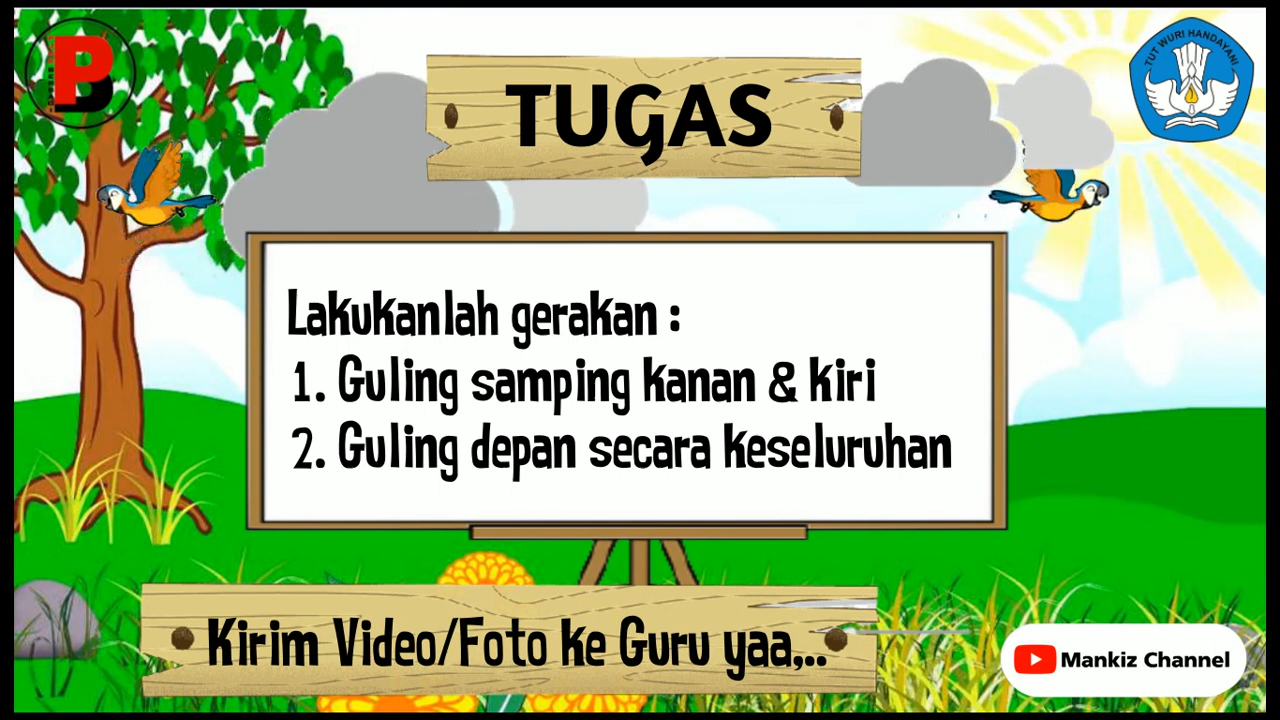 TUGAS
TUT WURI HANDAYANI
Lakukanlah gerakan :
1. Guling samping kanan & kiri
2. Guling depan secara keseluruhan
Kirim Video/Foto ke Guru yaa,..
Mankiz Channel